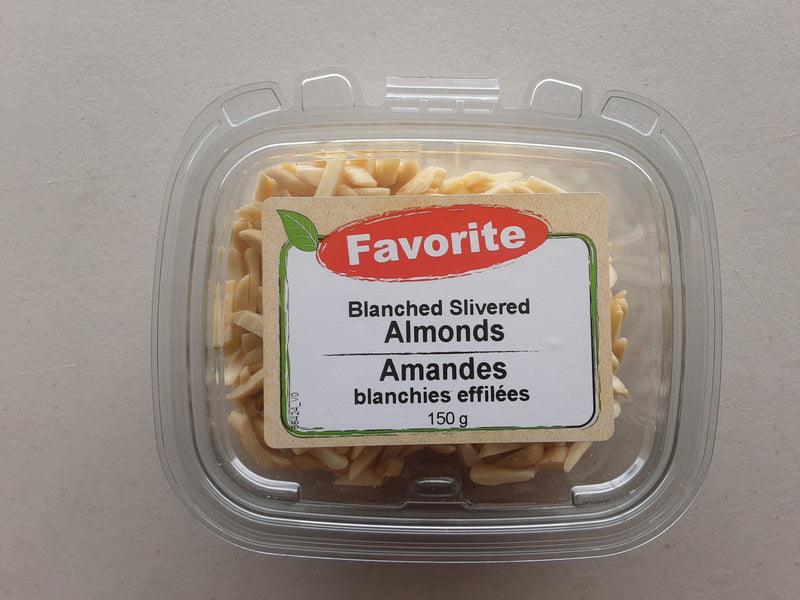 Favorite
Blanched Slivered
Almonds
Amandes
blanchies effilées
150 g